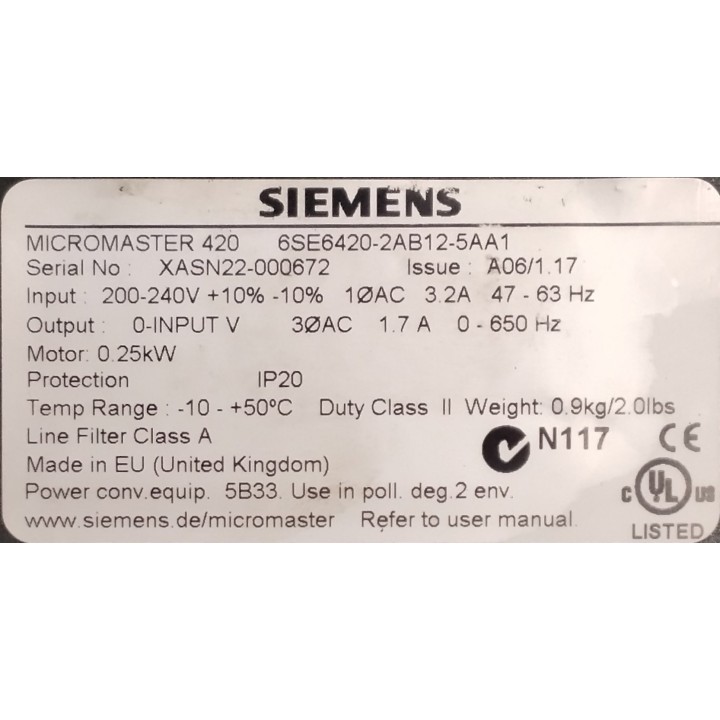 SIEMENS
MICROMASTER 420 6SE6420-2AB12-5AA1
Serial No : XASN22-000672 Issue : A06/1.17
Input : 200-240V +10% -10% 1ØAC 3.2A 47 - 63 Hz
Output : 0-INPUT V 3ØAC 1.7 A 0 - 650 Hz
Motor: 0.25kW
Protection IP20
Temp Range : -10 - +50°C Duty Class II Weight: 0.9kg/2.0lbs
Line Filter Class A N117 CE
Made in EU (United Kingdom)
Power conv.equip. 5B33. Use in poll. deg.2 env. c UL us
www.siemens.de/micromaster Refer to user manual. LISTED